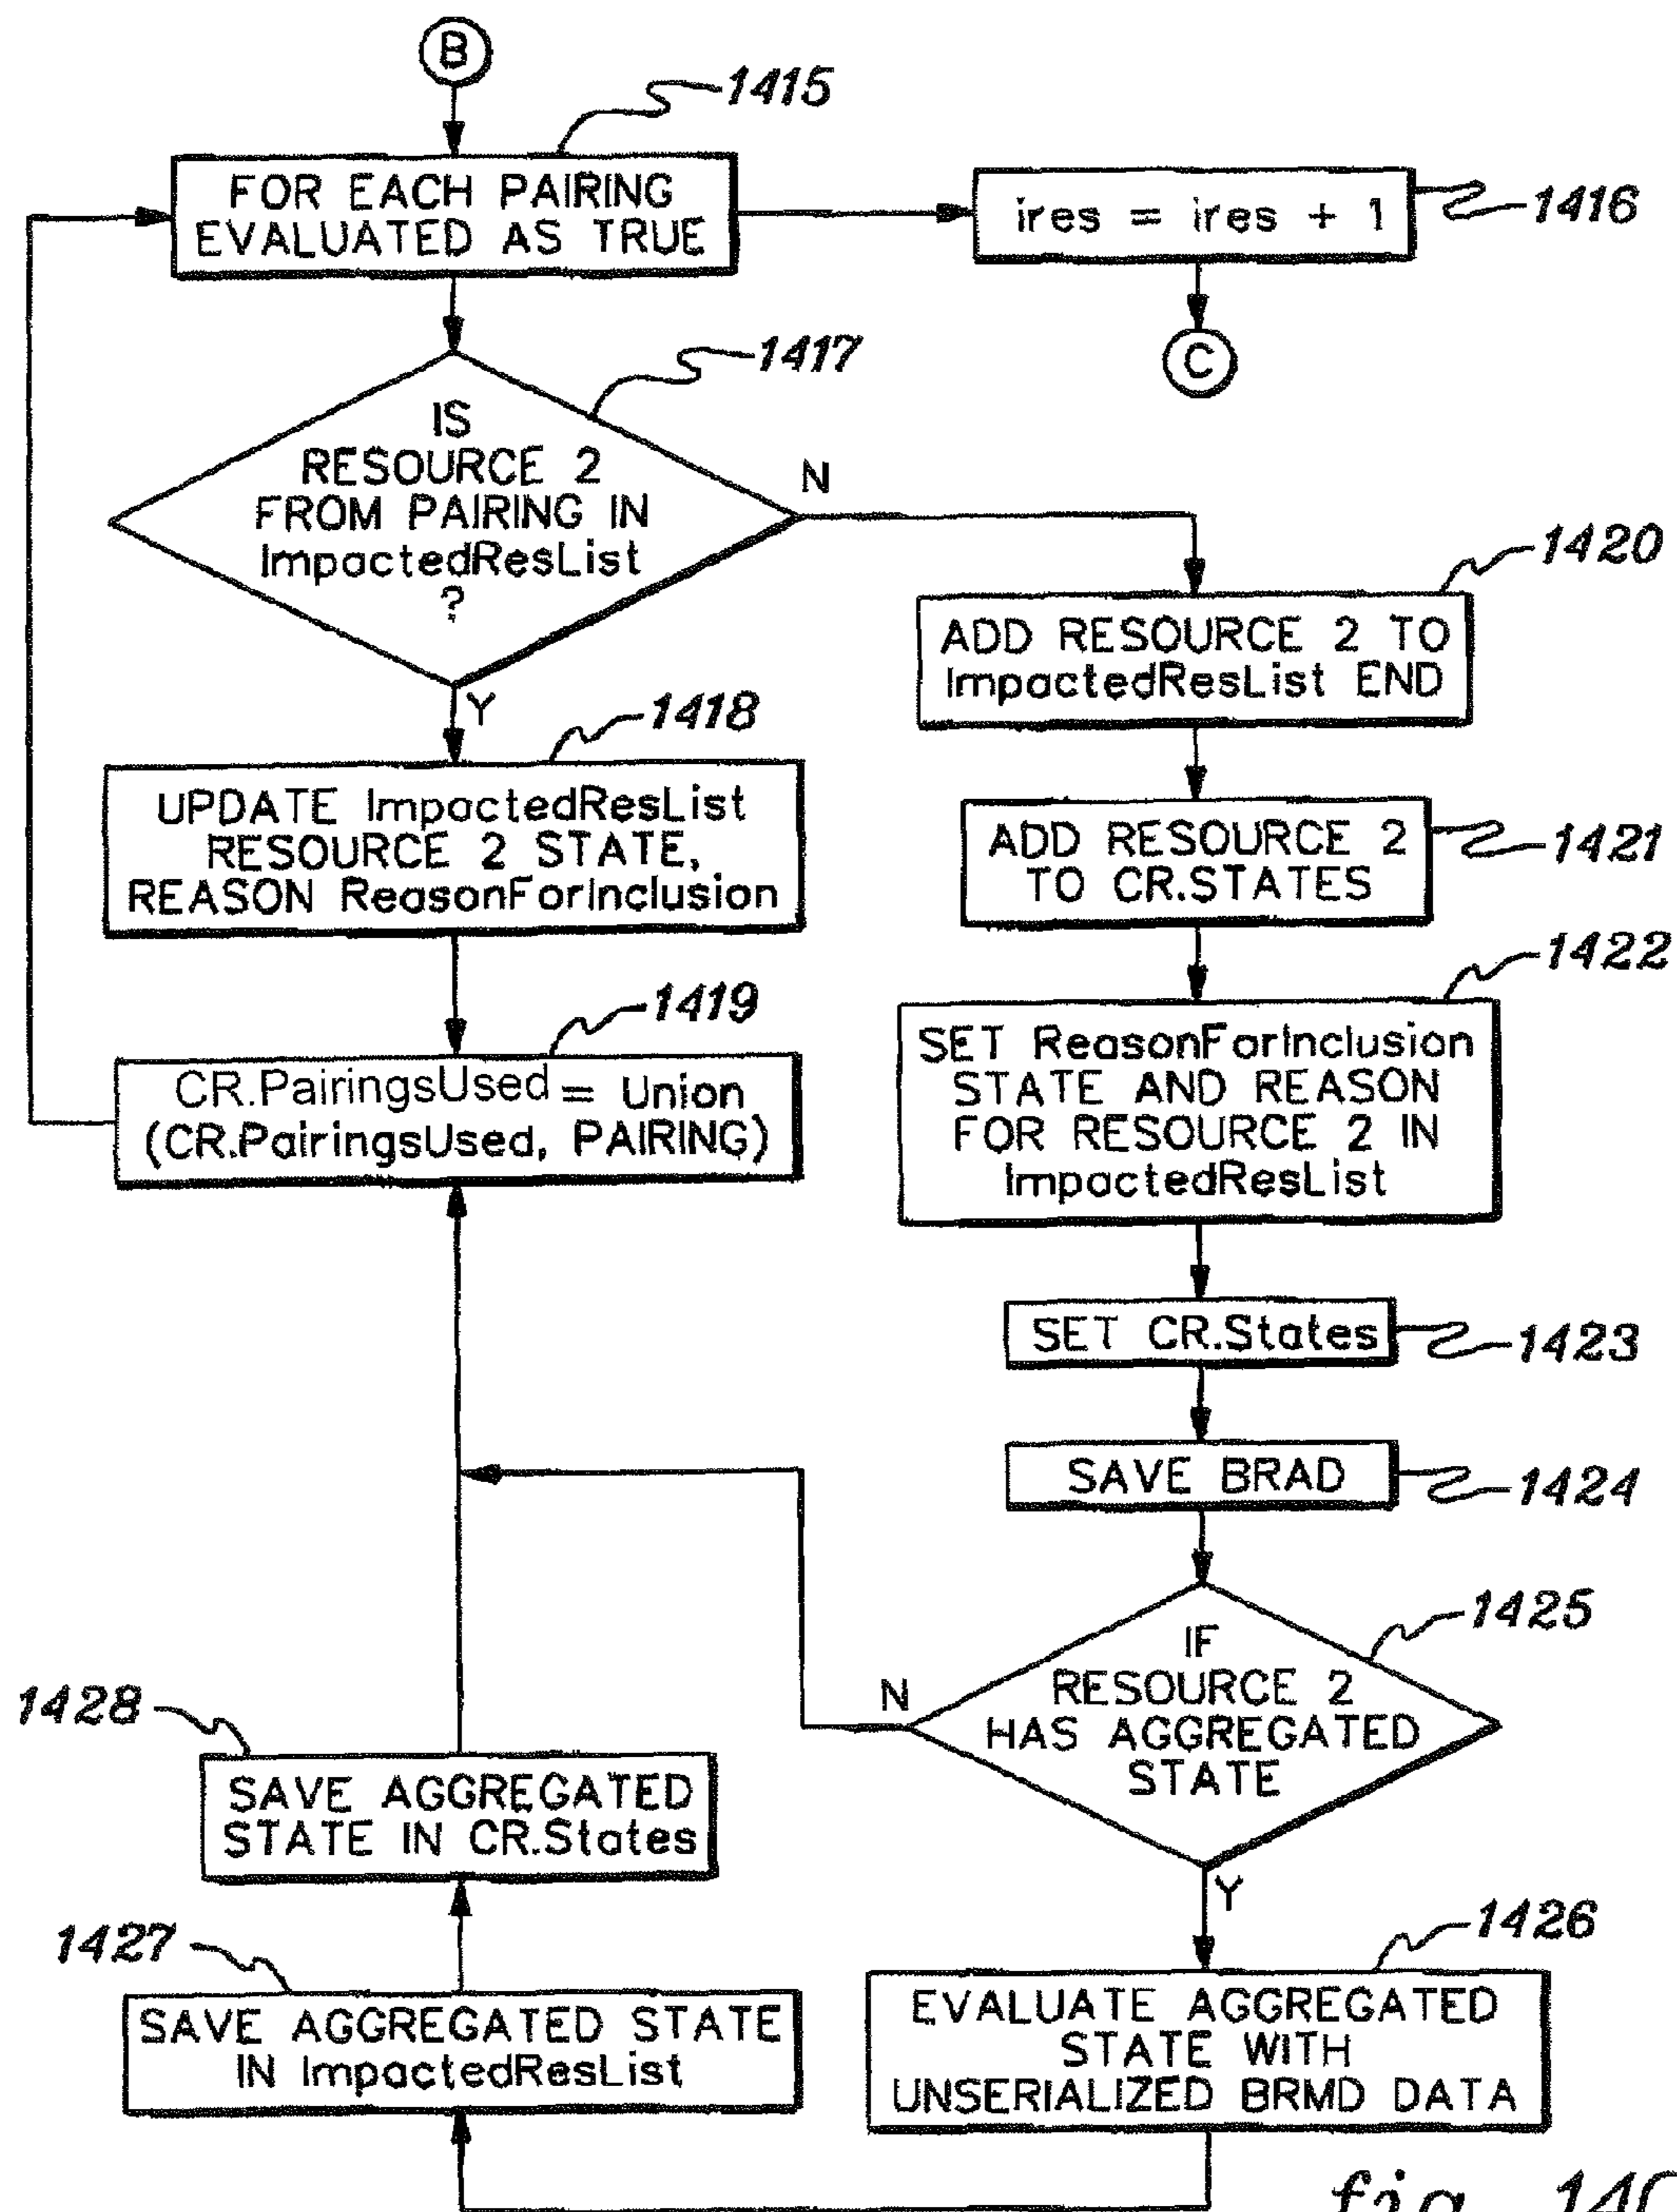 B
1415
FOR EACH PAIRING
EVALUATED AS TRUE
ires = ires + 1
1416
C
1417
IS
RESOURCE 2
FROM PAIRING IN
ImpactedResList
?
N
Y
1418
UPDATE ImpactedResList
RESOURCE 2 STATE,
REASON ReasonForInclusion
1419
CR.PairingsUsed = Union
(CR.PairingsUsed, PAIRING)
1420
ADD RESOURCE 2 TO
ImpactedResList END
ADD RESOURCE 2
TO CR.STATES
1421
1422
SET ReasonForInclusion
STATE AND REASON
FOR RESOURCE 2 IN
ImpactedResList
SET CR.States
1423
SAVE BRAD
1424
1425
IF
RESOURCE 2
HAS AGGREGATED
STATE
N
Y
1426
EVALUATE AGGREGATED
STATE WITH
UNSERIALIZED BRMD DATA
1427
SAVE AGGREGATED STATE
IN ImpactedResList
1428
SAVE AGGREGATED
STATE IN CR.States
fig.